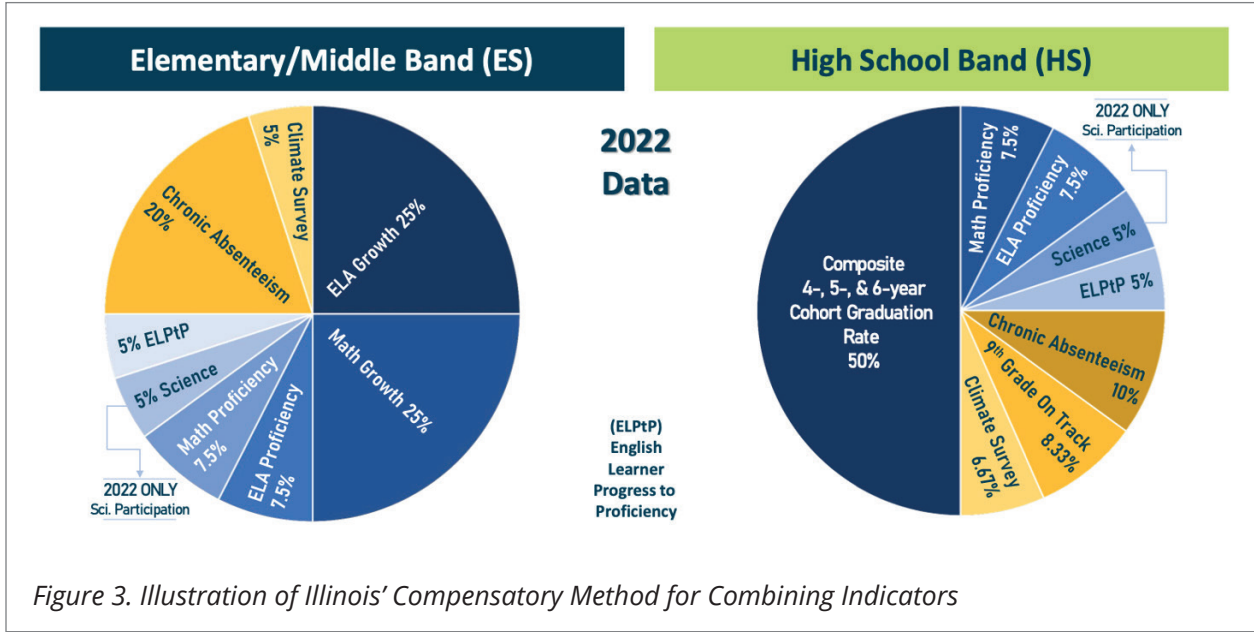 Elementary/Middle Band (ES)
High School Band (HS)
2022
Data
ELA Growth 25%
Math Growth 25%
ELA Proficiency
7.5%
Math Proficiency
7.5%
5% Science
5% ELPtP
Chronic Absenteeism
20%
Climate Survey
5%
2022 ONLY
Sci. Participation
(ELPtP)
English
Learner
Progress to
Proficiency
2022 ONLY
Sci. Participation
Math Proficiency
7.5%
ELA Proficiency
7.5%
Science 5%
ELPtP 5%
Chronic Absenteeism
10%
9th Grade On Track
8.33%
Climate Survey
6.67%
Composite
4-, 5-, & 6-year
Cohort Graduation
Rate
50%
Figure 3. Illustration of Illinois’ Compensatory Method for Combining Indicators